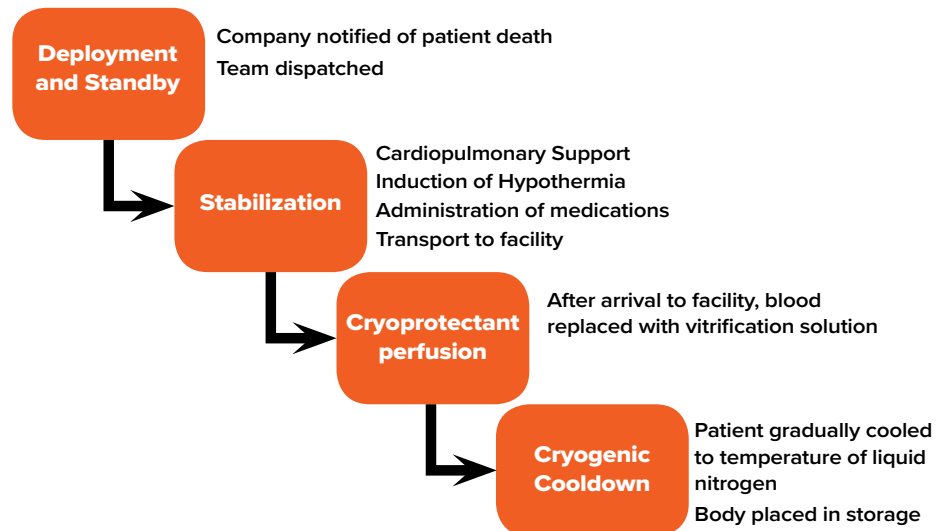 Deployment
and Standby
Company notified of patient death
Team dispatched
Stabilization
Cardiopulmonary Support
Induction of Hypothermia
Administration of medications
Transport to facility
Cryoprotectant
perfusion
After arrival to facility, blood
replaced with vitrification solution
Cryogenic
Cooldown
Patient gradually cooled
to temperature of liquid
nitrogen
Body placed in storage